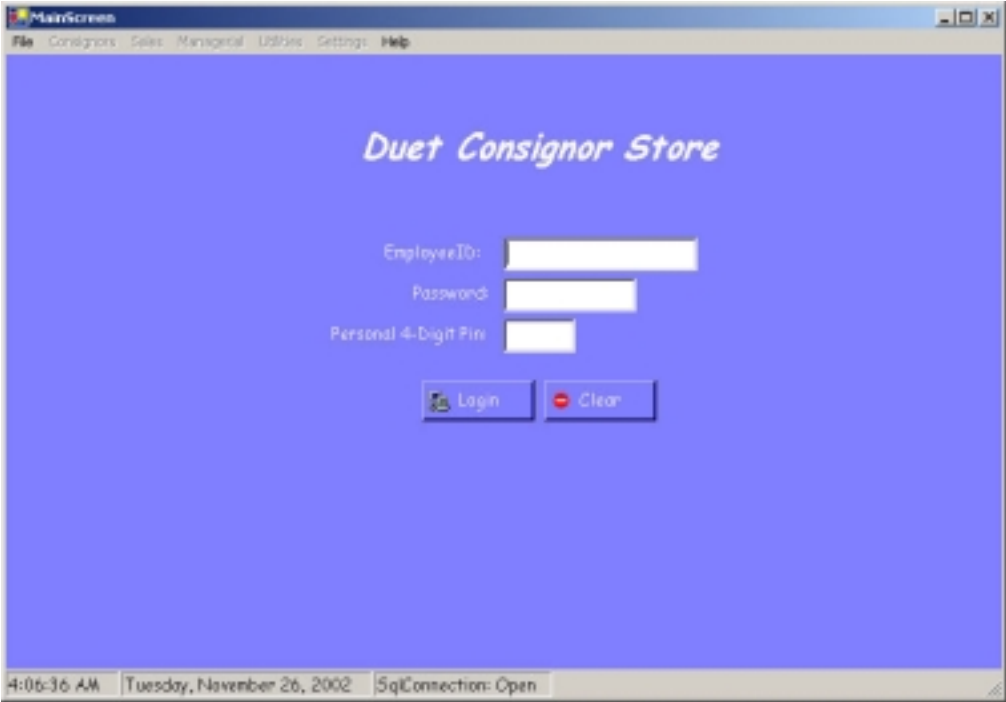 MainScreen
File Consignors Sales Managerial Utilities Settings Help
Duet Consignor Store
EmployeeID:
Password:
Personal 4-Digit Pin:
Login Clear
4:06:36 AM Tuesday, November 26, 2002 SqlConnection: Open